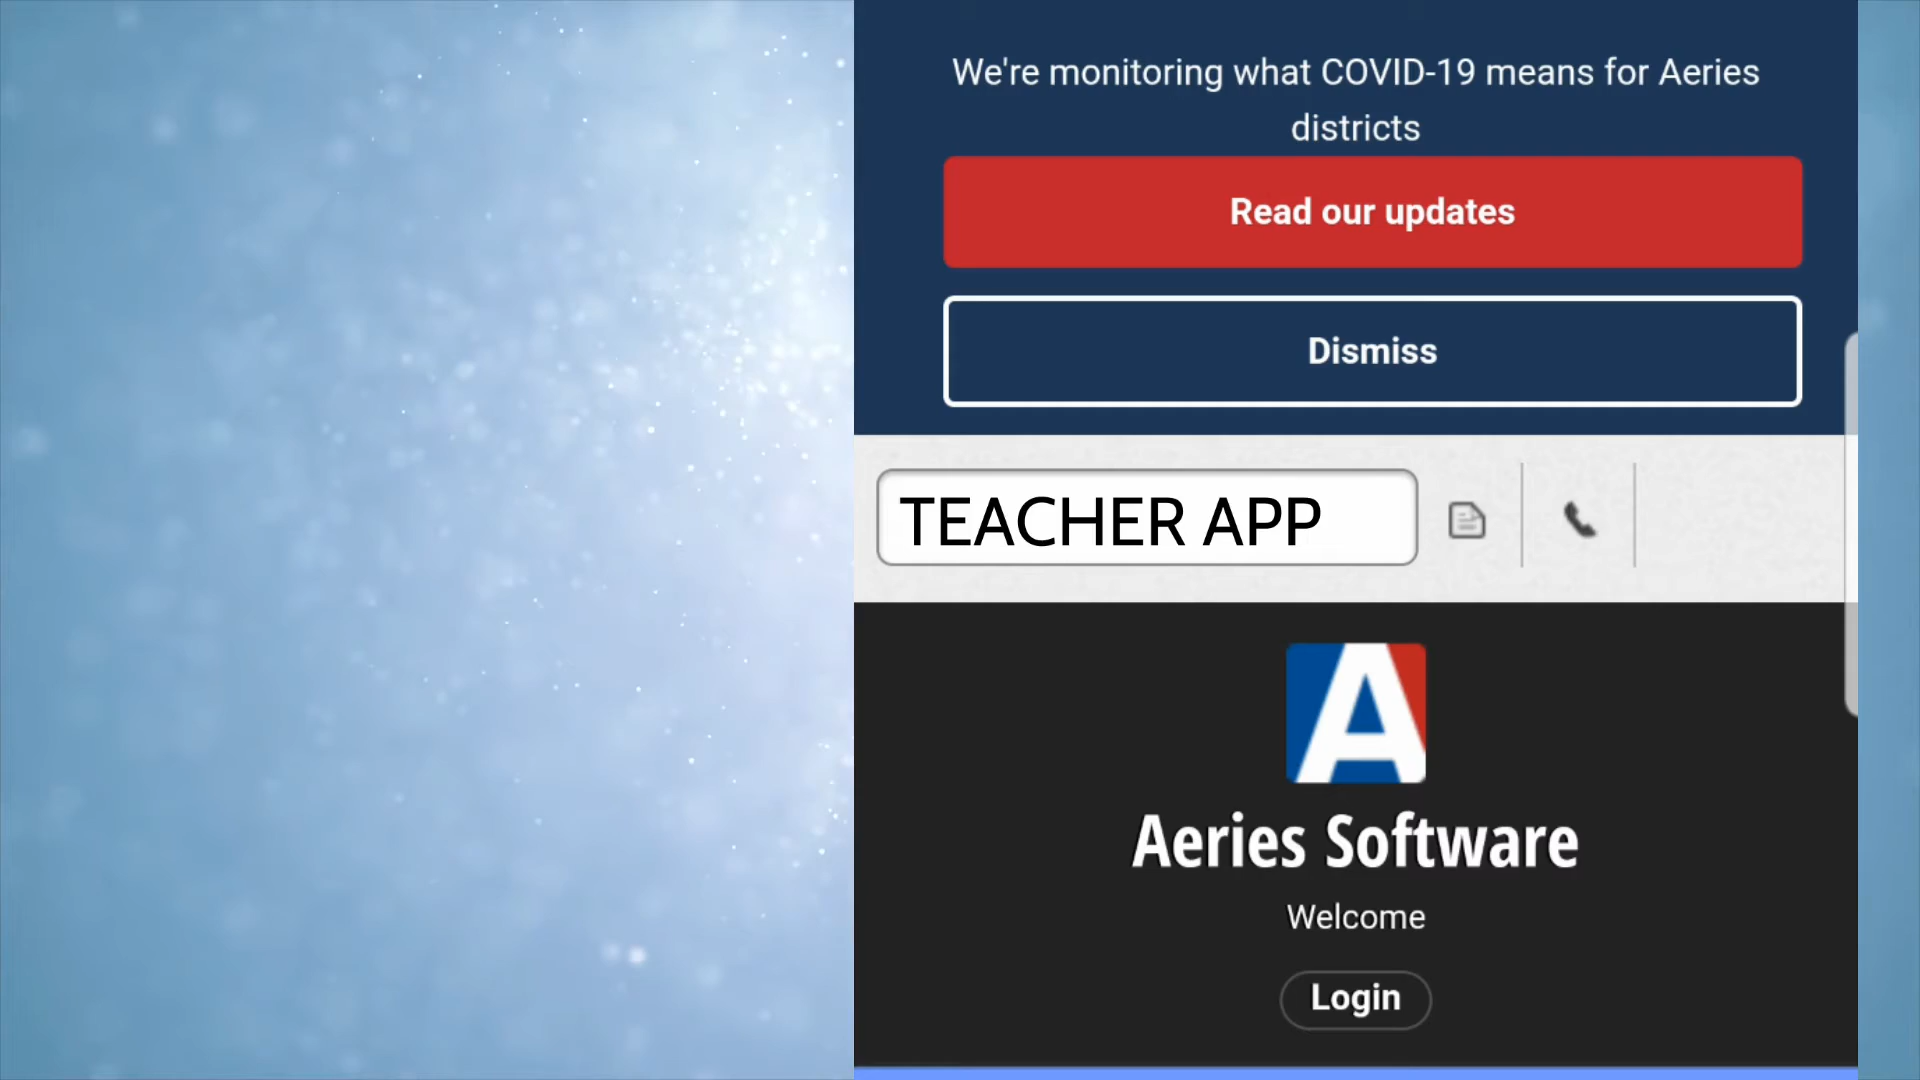 We're monitoring what COVID-19 means for Aeries
districts
Read our updates
Dismiss
TEACHER APP
A
Aeries Software
Welcome
Login